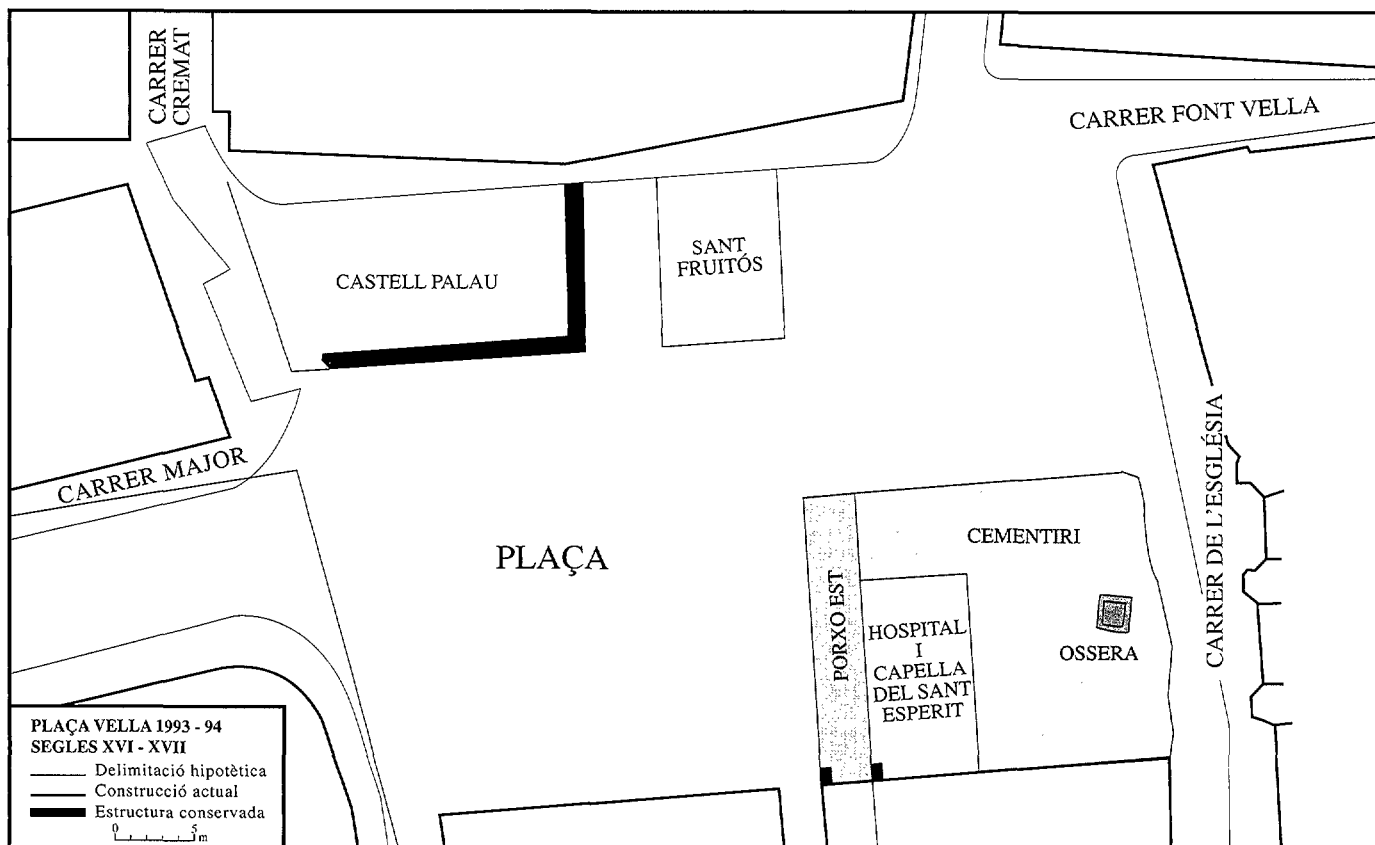 CARRER
CREMAT
CARRER FONT VELLA
SANT
FRUITÓS
CASTELL PALAU
CARRER MAJOR
CARRER DE L'ESGLÉSIA
PLAÇA
CEMENTIRI
PORXO EST
HOSPITAL
I
CAPELLA
DEL SANT
ESPERIT
OSSERA
PLAÇA VELLA 1993 - 94
SEGLES XVI - XVII
Delimitació hipotètica
Construcció actual
Estructura conservada
0 5 m